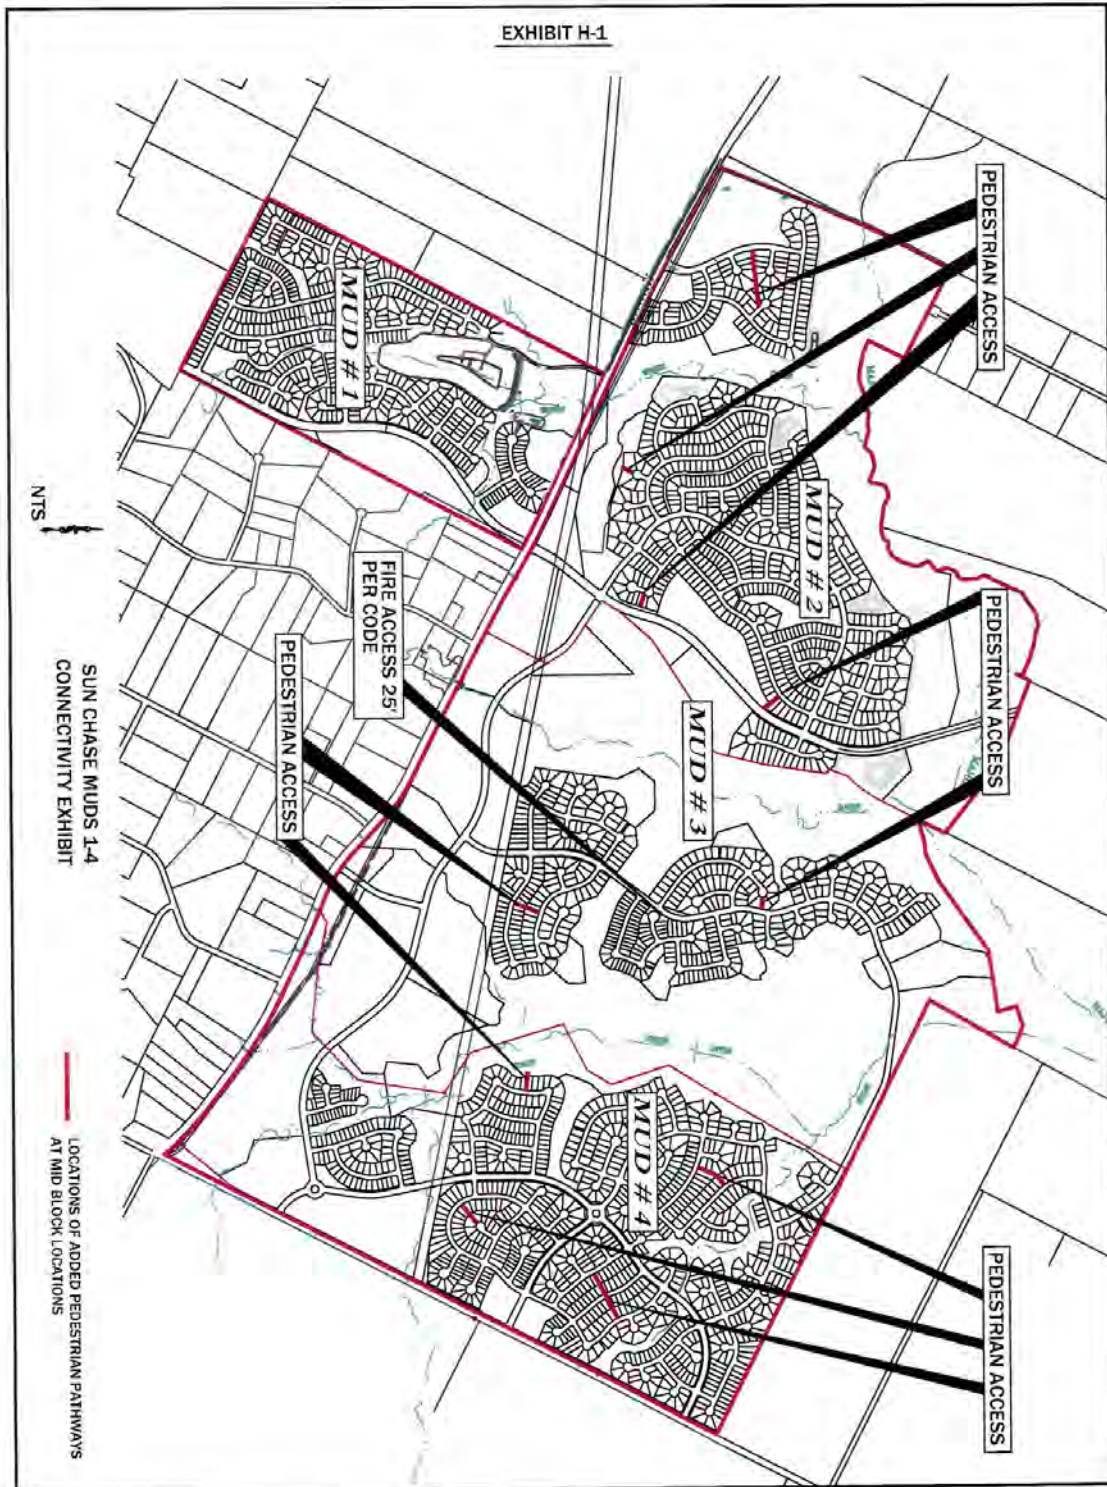 EXHIBIT H-1
PEDESTRIAN ACCESS
PEDESTRIAN ACCESS
PEDESTRIAN ACCESS
MUD #1
MUD #2
MUD #3
MUD #4
FIRE ACCESS 25'
PER CODE
PEDESTRIAN ACCESS
NTS
SUN CHASE MUDS 1-4
CONNECTIVITY EXHIBIT
LOCATIONS OF ADDED PEDESTRIAN PATHWAYS
AT MID BLOCK LOCATIONS